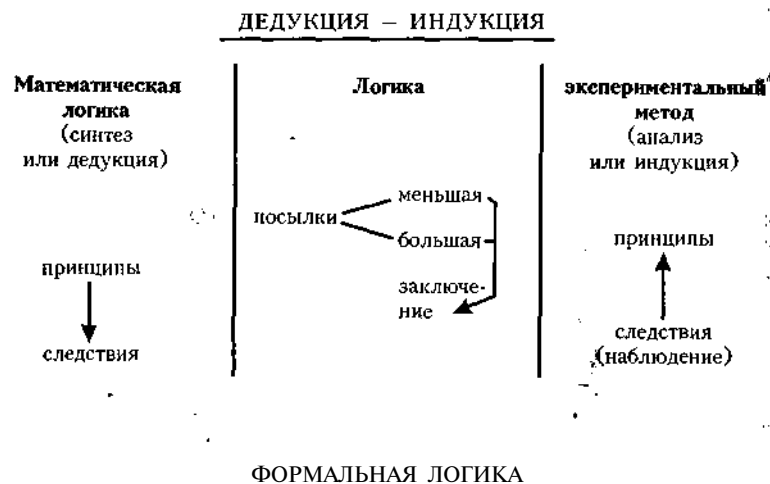 ДЕДУКЦИЯ – ИНДУКЦИЯ
Математическая
логика
(синтез
или дедукция)
принципы
следствия
Логика
посылки
меньшая
большая
заключе-
ние
экспериментальный
метод
(анализ
или индукция)
принципы
следствия
(наблюдение)
ФОРМАЛЬНАЯ ЛОГИКА